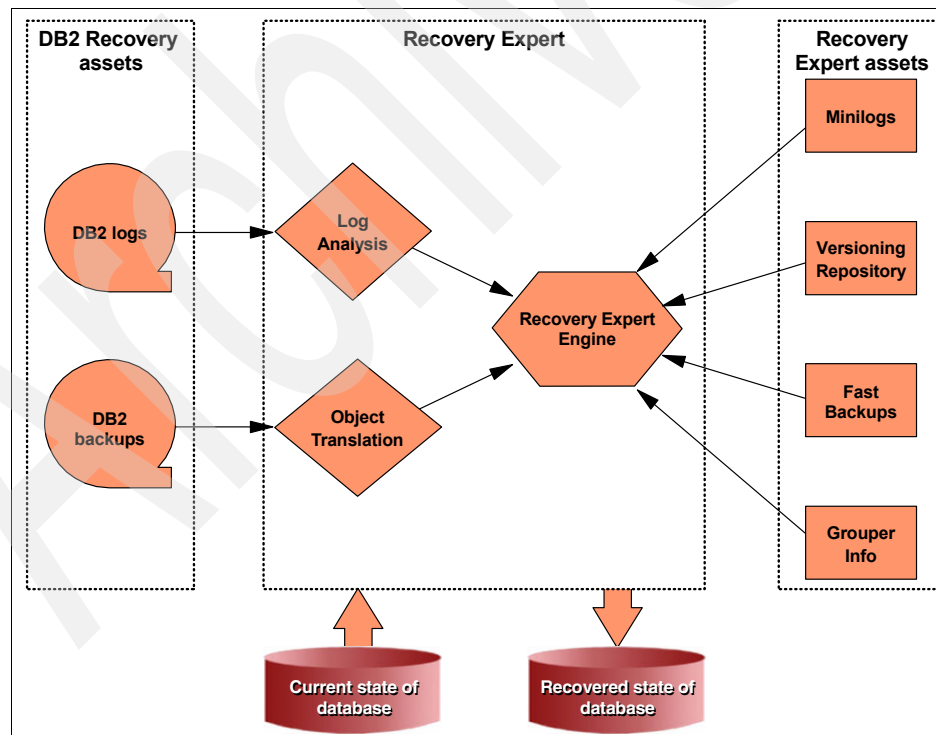 DB2 Recovery
assets
Recovery Expert
Recovery
Expert assets
DB2 logs
Log
Analysis
Recovery Expert
Engine
DB2
backups
Object
Translation
Minilogs
Versioning
Repository
Fast
Backups
Grouper
Info
Current state of
database
Recovered state of
database